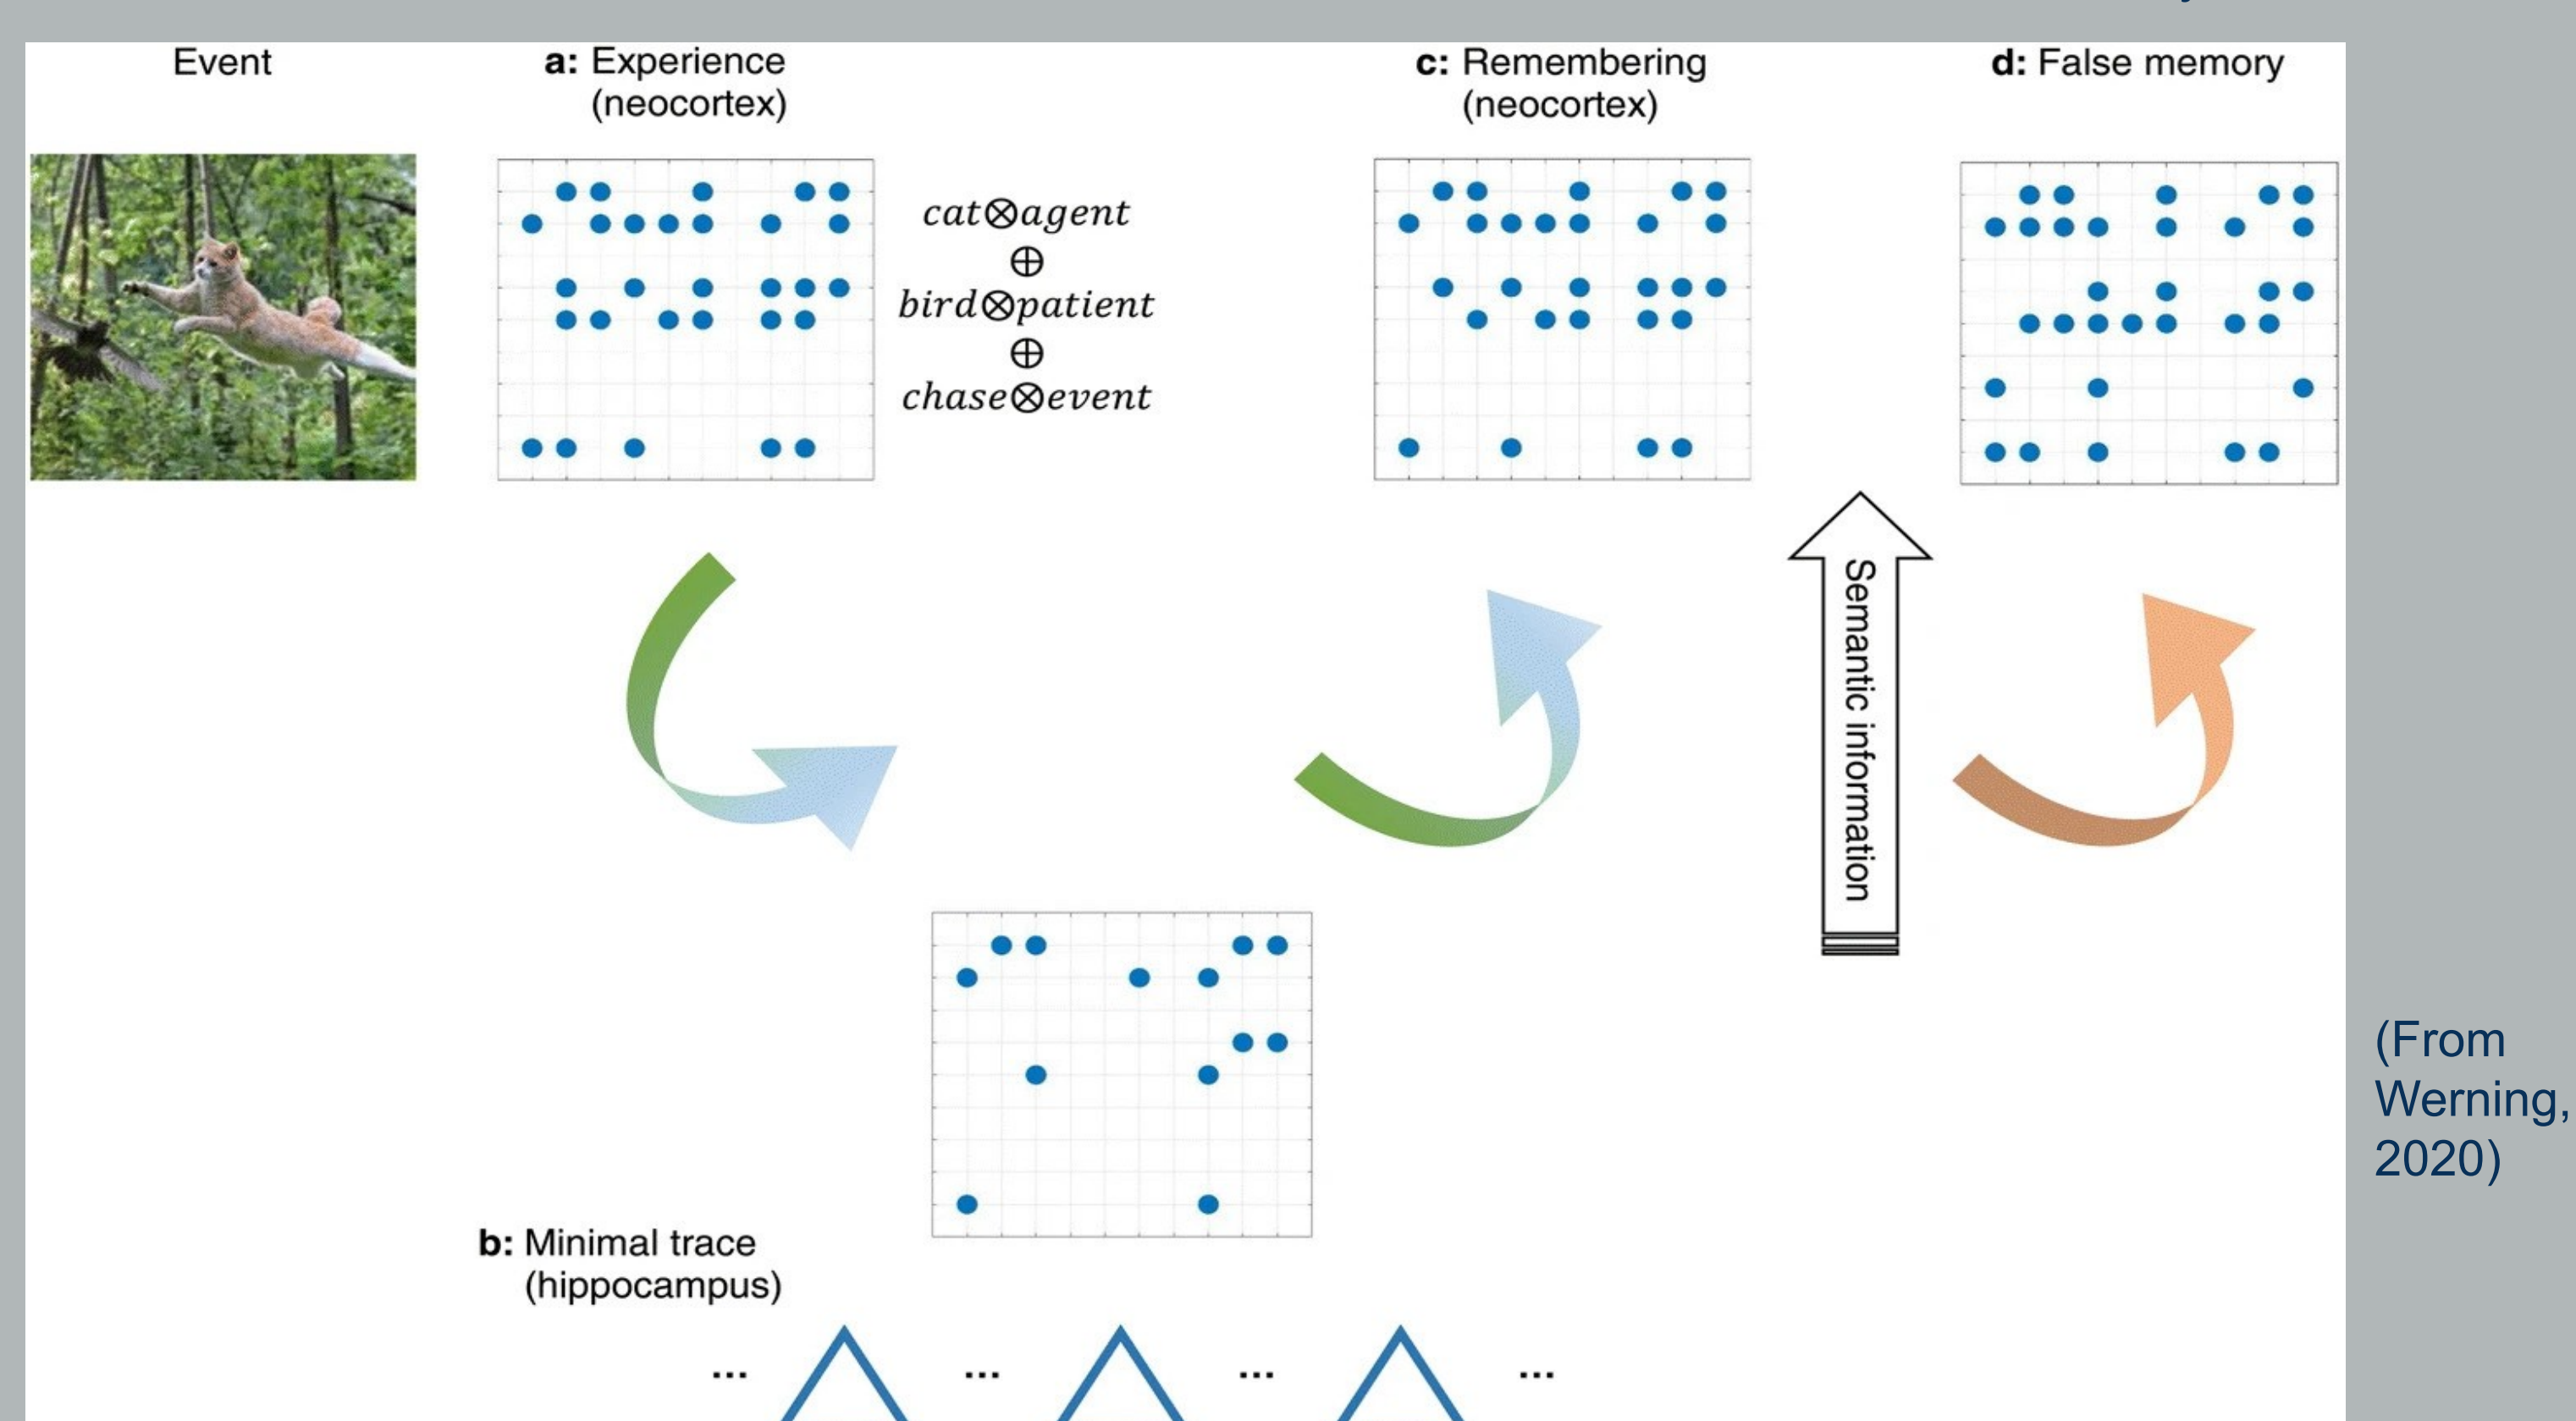 Event
a: Experience
(neocortex)
c: Remembering
(neocortex)
d: False memory
cat⊗agent
⊕
bird⊗patient
⊕
chase⊗event
Semantic information
b: Minimal trace
(hippocampus)
... ... ... ...
(From
Werning,
2020)